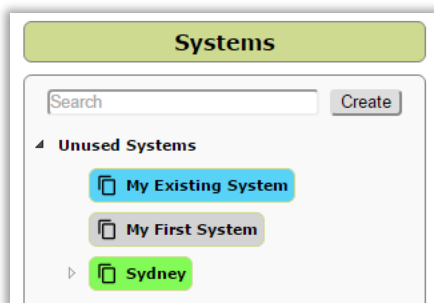 Systems
Search
Create
Unused Systems
My Existing System
My First System
Sydney